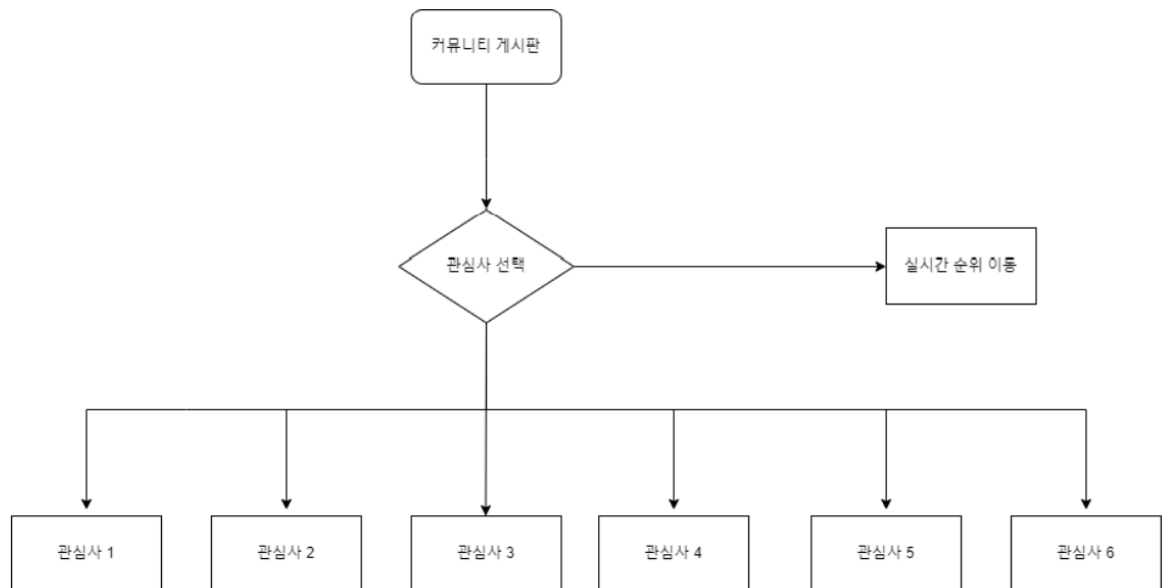 커뮤니티 게시판
관심사 선택
실시간 순위 이동
관심사 1
관심사 2
관심사 3
관심사 4
관심사 5
관심사 6